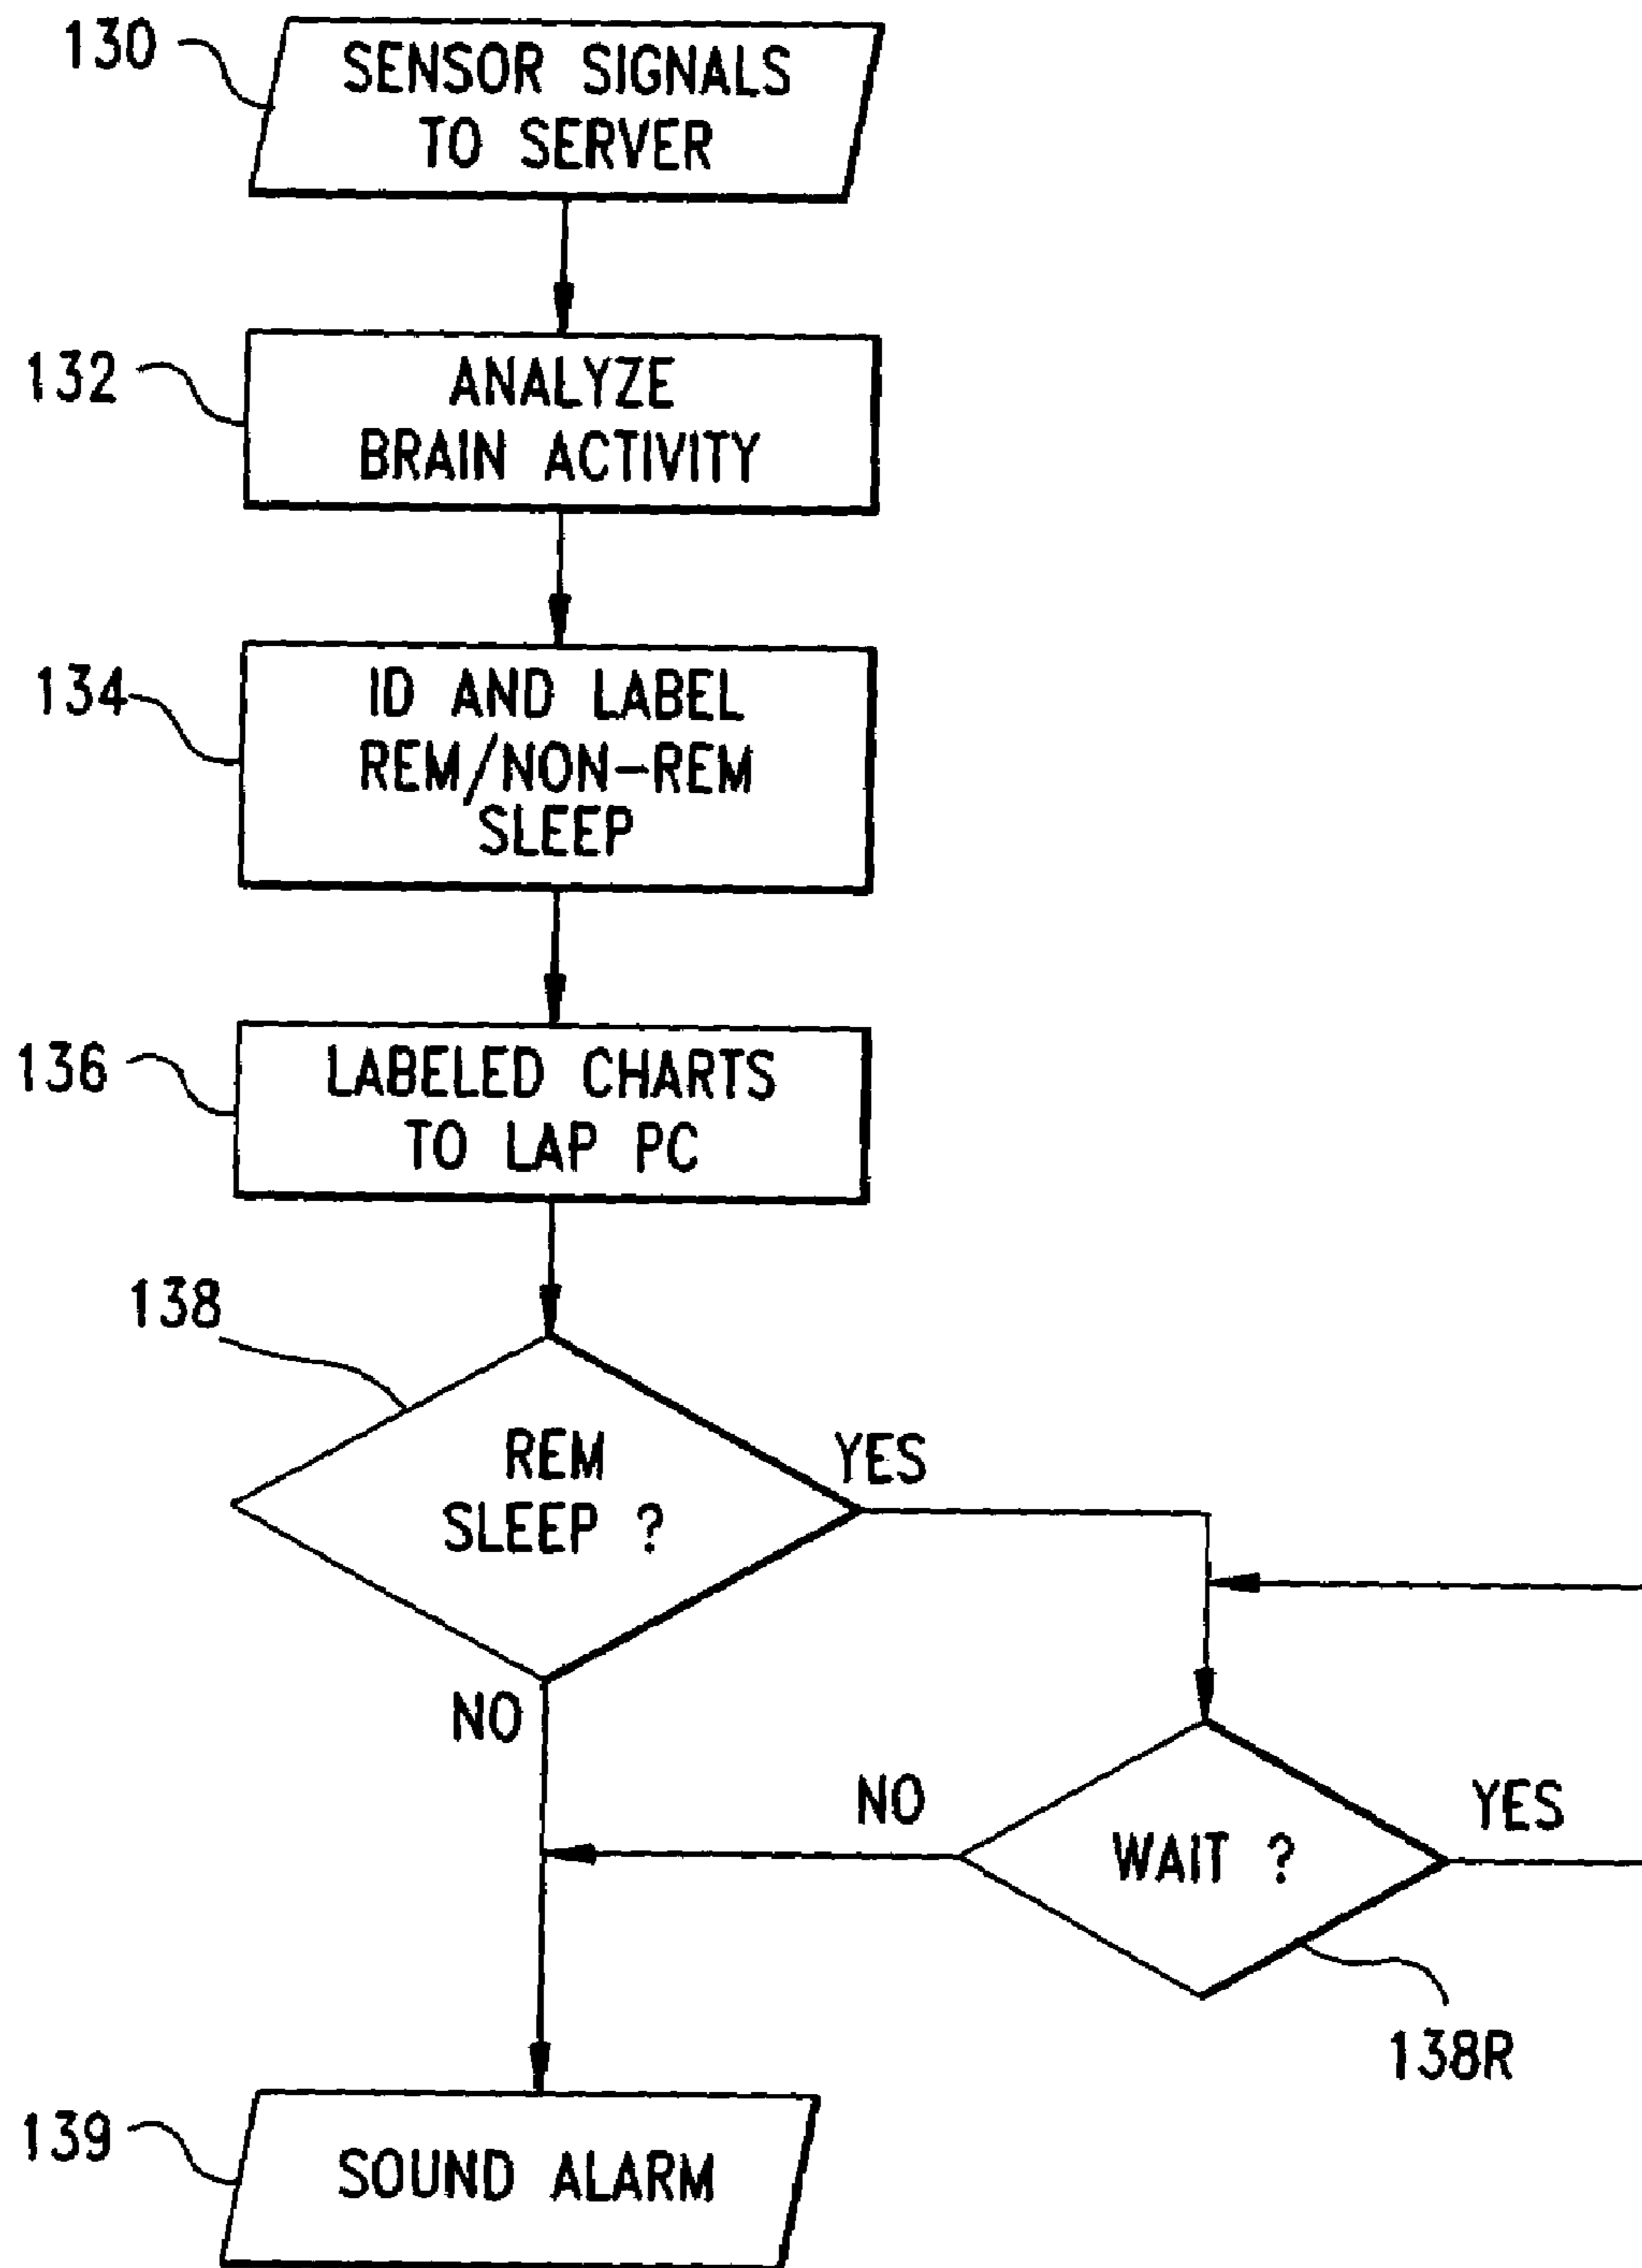 130
SENSOR SIGNALS
TO SERVER
132
ANALYZE
BRAIN ACTIVITY
134
ID AND LABEL
REM/NON-REM
SLEEP
136
LABELED CHARTS
TO LAP PC
138
REM
SLEEP ?
YES
NO
NO
WAIT ?
YES
138R
139
SOUND ALARM